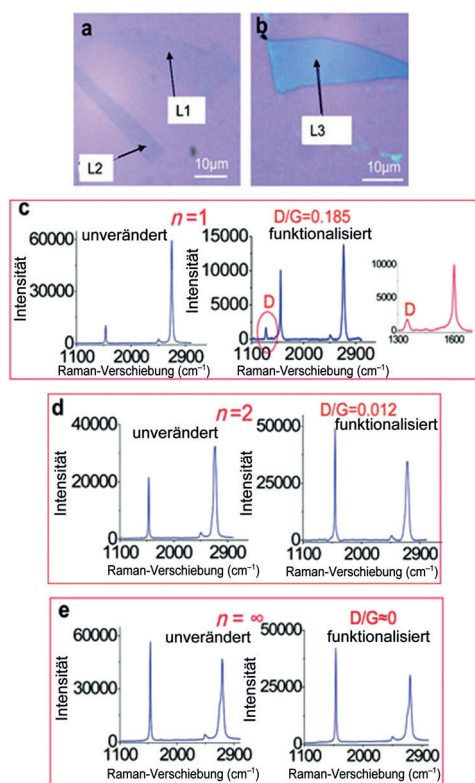 a
L1
L2
10μm
b
L3
10μm
c
n=1
unverändert
Intensität
60000
30000
0
1100 2000 2900
Raman-Verschiebung (cm⁻¹)
D/G=0.185
funktionalisiert
Intensität
15000
10000
5000
0
D
1100 2000 2900
Raman-Verschiebung (cm⁻¹)
10000
5000
0
D
1300 1600
d
n=2
unverändert
Intensität
40000
20000
0
1100 2000 2900
Raman-Verschiebung (cm⁻¹)
D/G=0.012
funktionalisiert
Intensität
50000
25000
0
1100 2000 2900
Raman-Verschiebung (cm⁻¹)
e
n = ∞
unverändert
Intensität
60000
30000
0
1100 2000 2900
Raman-Verschiebung (cm⁻¹)
D/G≈0
funktionalisiert
Intensität
50000
25000
0
1100 2000 2900
Raman-Verschiebung (cm⁻¹)